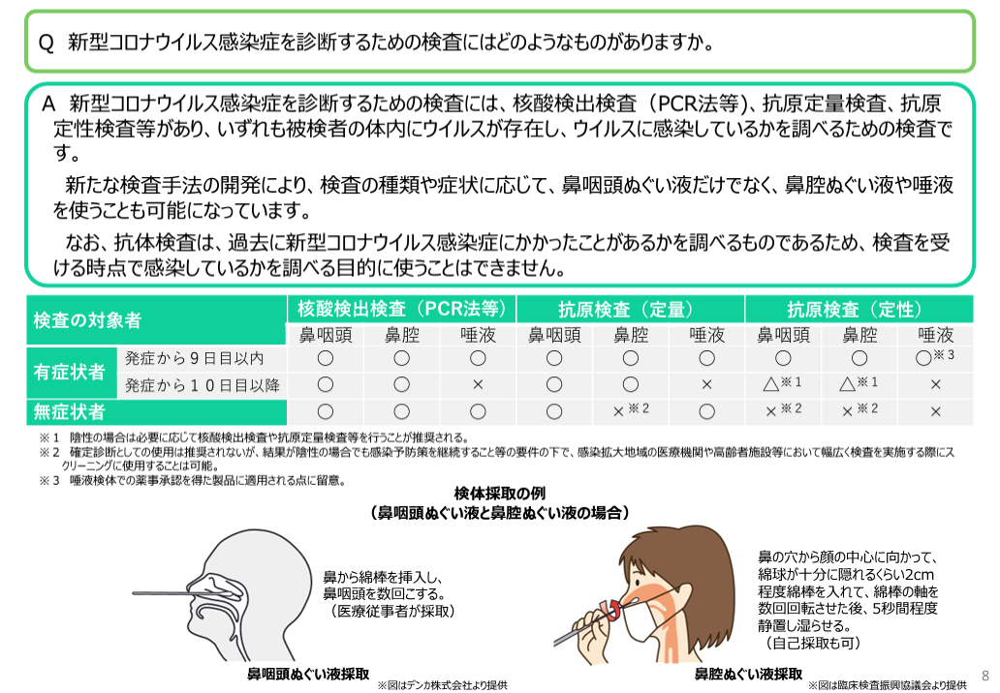 Q 新型コロナウイルス感染症を診断するための検査にはどのようなものがありますか。
A 新型コロナウイルス感染症を診断するための検査には、核酸検出検査（PCR法等)、抗原定量検査、抗原
定性検査等があり、いずれも被検者の体内にウイルスが存在し、ウイルスに感染しているかを調べるための検査で
す。
新たな検査手法の開発により、検査の種類や症状に応じて、鼻咽頭ぬぐい液だけでなく、鼻腔ぬぐい液や唾液
を使うことも可能になっています。
なお、抗体検査は、過去に新型コロナウイルス感染症にかかったことがあるかを調べるものであるため、検査を受
ける時点で感染しているかを調べる目的に使うことはできません。
検査の対象者 核酸検出検査（PCR法等） 抗原検査（定量） 抗原検査（定性）
鼻咽頭 鼻腔 唾液 鼻咽頭 鼻腔 唾液 鼻咽頭 鼻腔 唾液
有症状者 発症から９日目以内 〇 〇 〇 〇 〇 〇 〇 〇 〇※３
発症から１０日目以降 〇 〇 × 〇 〇 × △※１ △※１ ×
無症状者 〇 〇 〇 〇 ×※２ 〇 ×※２ ×※２ ×
※１ 陰性の場合は必要に応じて核酸検出検査や抗原定量検査等を行うことが推奨される。
※２ 確定診断としての使用は推奨されないが、結果が陰性の場合でも感染予防策を継続すること等の要件の下で、感染拡大地域の医療機関や高齢者施設等において幅広く検査を実施する際にス
クリーニングに使用することは可能。
※３ 唾液検体での薬事承認を得た製品に適用される点に留意。
検体採取の例
（鼻咽頭ぬぐい液と鼻腔ぬぐい液の場合）
鼻から綿棒を挿入し、
鼻咽頭を数回こする。
（医療従事者が採取）
鼻の穴から顔の中心に向かって、
綿球が十分に隠れるくらい2cm
程度綿棒を入れて、綿棒の軸を
数回回転させた後、5秒間程度
静置し湿らせる。
（自己採取も可）
鼻咽頭ぬぐい液採取
※図はデンカ株式会社より提供
鼻腔ぬぐい液採取
※図は臨床検査振興協議会より提供
8